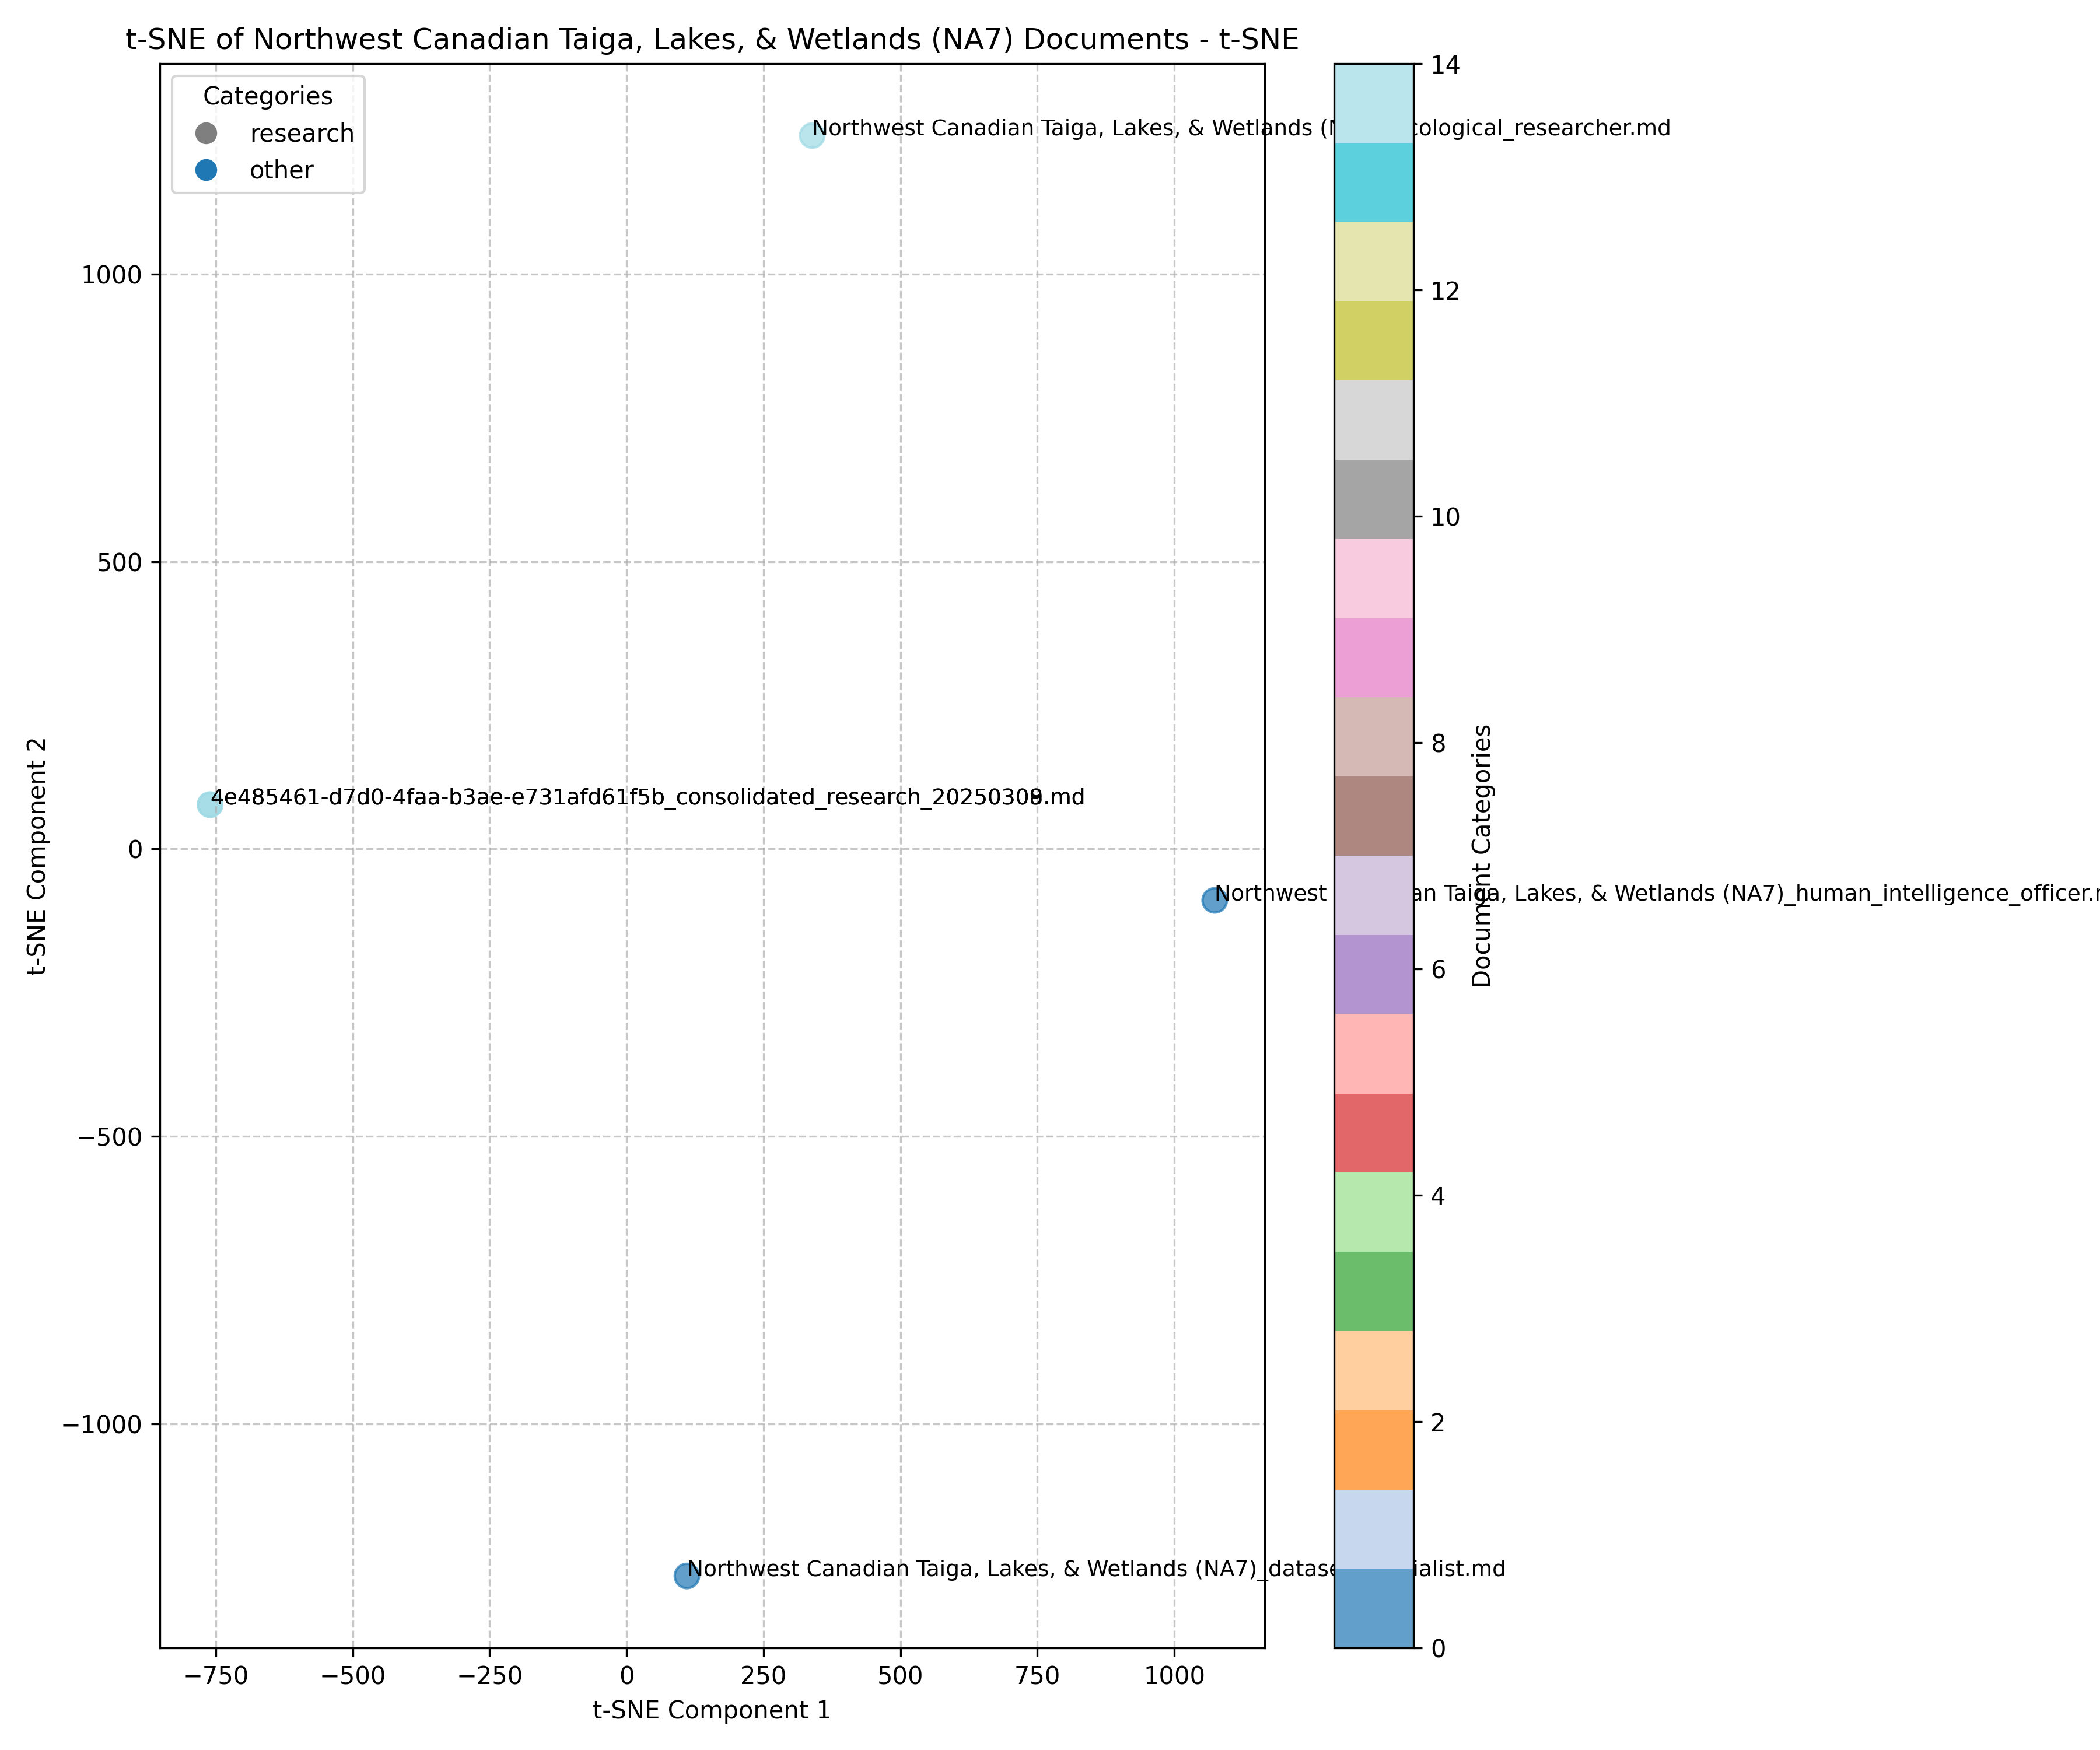 t-SNE of Northwest Canadian Taiga, Lakes, & Wetlands (NA7) Documents - t-SNE
Categories
research
other
Northwest Canadian Taiga, Lakes, & Wetlands ( cological_researcher.md
4e485461-d7d0-4faa-b3ae-e731afd61f5b_consolidated_research_2025030 .md
Northwest an Taiga, Lakes, & Wetlands (NA7)_human_intelligence_officer.
Northwest Canadian Taiga, Lakes, & Wetlands (NA7)_datase ialist.md
1000
500
0
−500
−1000
t-SNE Component 2
−750
−500
−250
0
250
500
750
1000
t-SNE Component 1
14
12
10
8
6
4
2
0
Document Categories